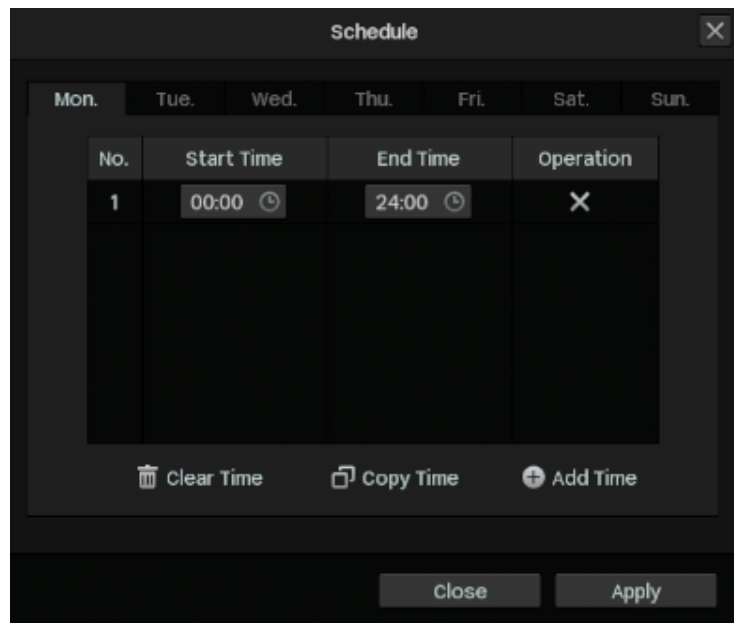 Schedule
Mon. Tue. Wed. Thu. Fri. Sat. Sun.
No. Start Time End Time Operation
1 00:00 24:00
Clear Time Copy Time Add Time
Close Apply